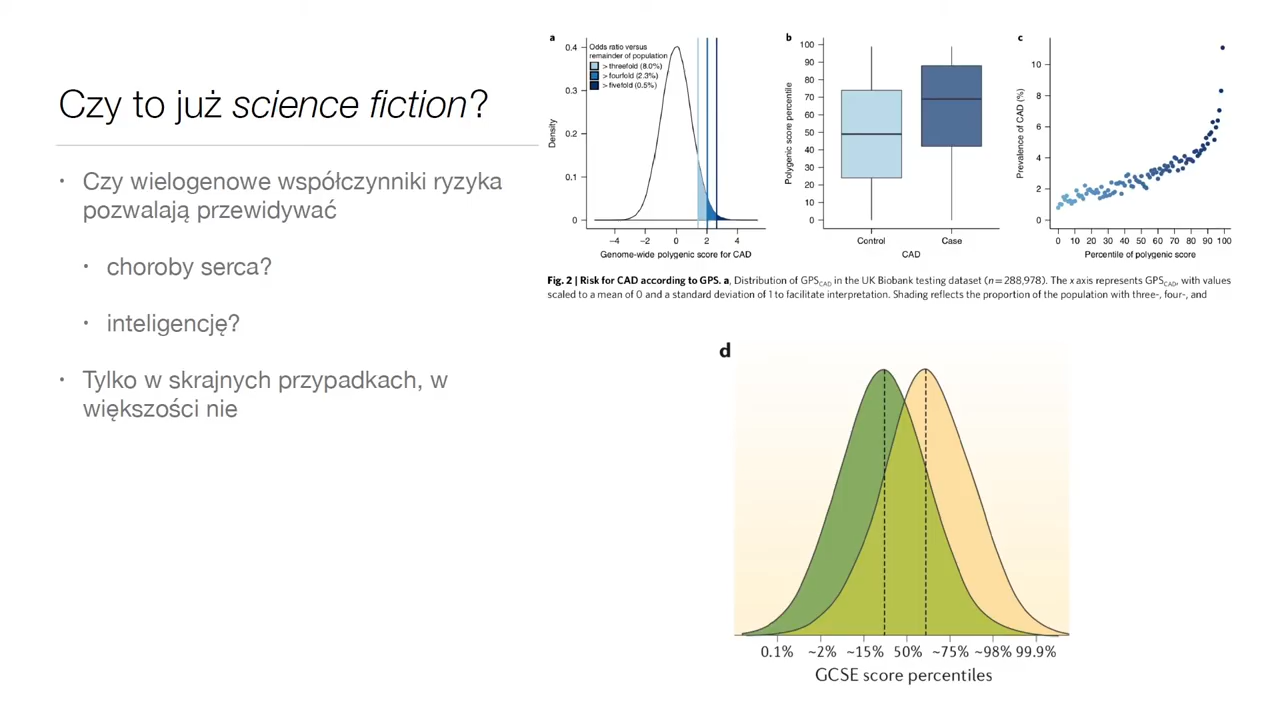 Czy to już science fiction?
• Czy wielogenowe współczynniki ryzyka
pozwalają przewidywać
• choroby serca?
• inteligencję?
• Tylko w skrajnych przypadkach, w
większości nie
a
Odds ratio versus
remainder of population
> threefold (8.0%)
> fourfold (2.3%)
> fivefold (0.5%)
Density
0.4
0.3
0.2
0.1
0
−4 −2 0 2 4
Genome-wide polygenic score for CAD
b
Polygenic score percentile
100
90
80
70
60
50
40
30
20
10
0
Control Case
CAD
c
Prevalence of CAD (%)
10
8
6
4
2
0
0 10 20 30 40 50 60 70 80 90 100
Percentile of polygenic score
Fig. 2 | Risk for CAD according to GPS. a, Distribution of GPSCAD in the UK Biobank testing dataset (n=288,978). The x axis represents GPSCAD, with values
scaled to a mean of 0 and a standard deviation of 1 to facilitate interpretation. Shading reflects the proportion of the population with three-, four-, and
d
0.1% ~2% ~15% 50% ~75% ~98% 99.9%
GCSE score percentiles